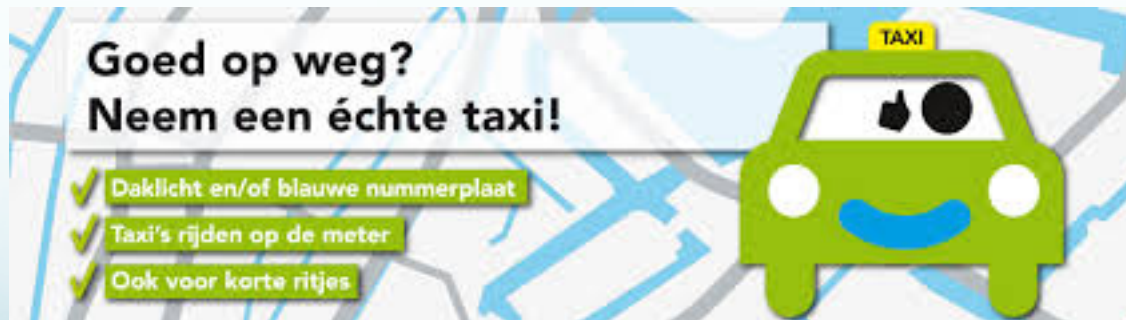 Goed op weg?
Neem een échte taxi!
TAXI
Daklicht en/of blauwe nummerplaat
Taxi's rijden op de meter
Ook voor korte ritjes